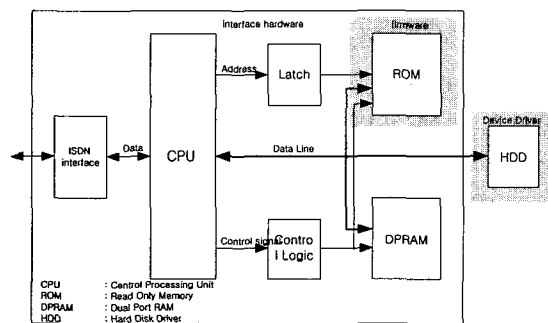 interface hardware
firmware
Address
Latch
ROM
Device Driver
ISDN
interface
Data
CPU
Data Line
HDD
Control signal
Contro
l Logic
DPRAM
CPU : Central Processing Unit
ROM : Read Only Memory
DPRAM : Dual Port RAM
HDD : Hard Disk Driver